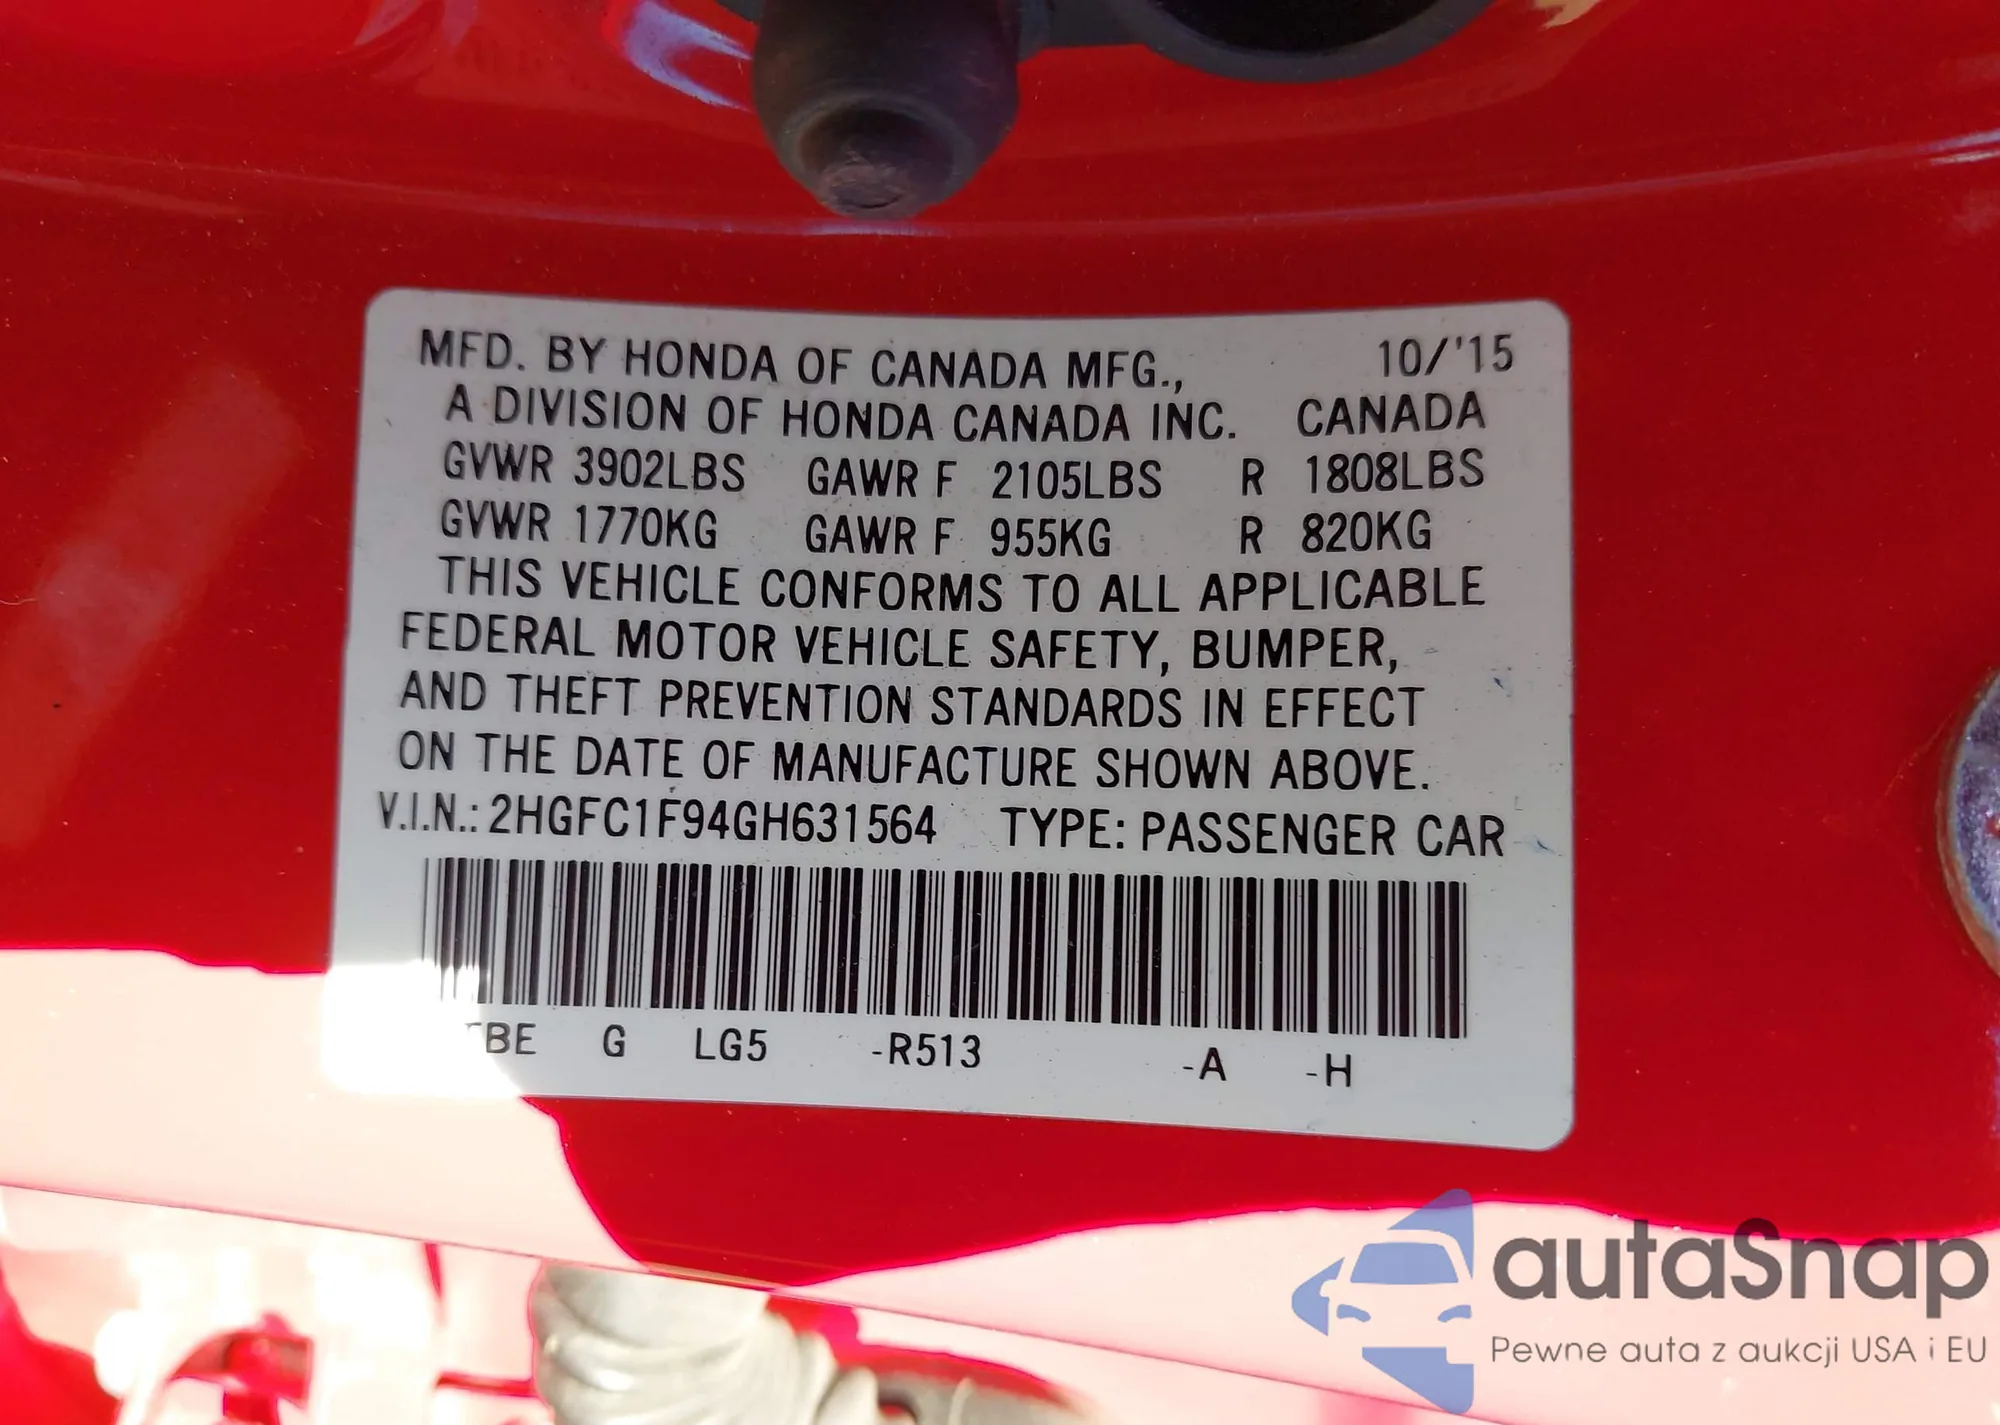 MFD. BY HONDA OF CANADA MFG., 10/'15
A DIVISION OF HONDA CANADA INC. CANADA
GVWR 3902LBS GAWR F 2105LBS R 1808LBS
GVWR 1770KG GAWR F 955KG R 820KG
THIS VEHICLE CONFORMS TO ALL APPLICABLE
FEDERAL MOTOR VEHICLE SAFETY, BUMPER,
AND THEFT PREVENTION STANDARDS IN EFFECT
ON THE DATE OF MANUFACTURE SHOWN ABOVE.
V.I.N.: 2HGFC1F94GH631564 TYPE: PASSENGER CAR
G LG5 -R513 -A -H
autaSnap
Pewne auta z aukcji USA i EU